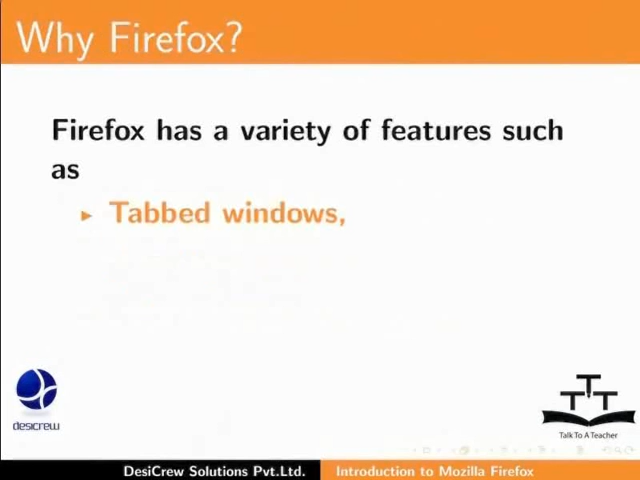 Why Firefox?
Firefox has a variety of features such
as
▸ Tabbed windows,
desicrew
TTT
Talk To A Teacher
DesiCrew Solutions Pvt.Ltd.
Introduction to Mozilla Firefox